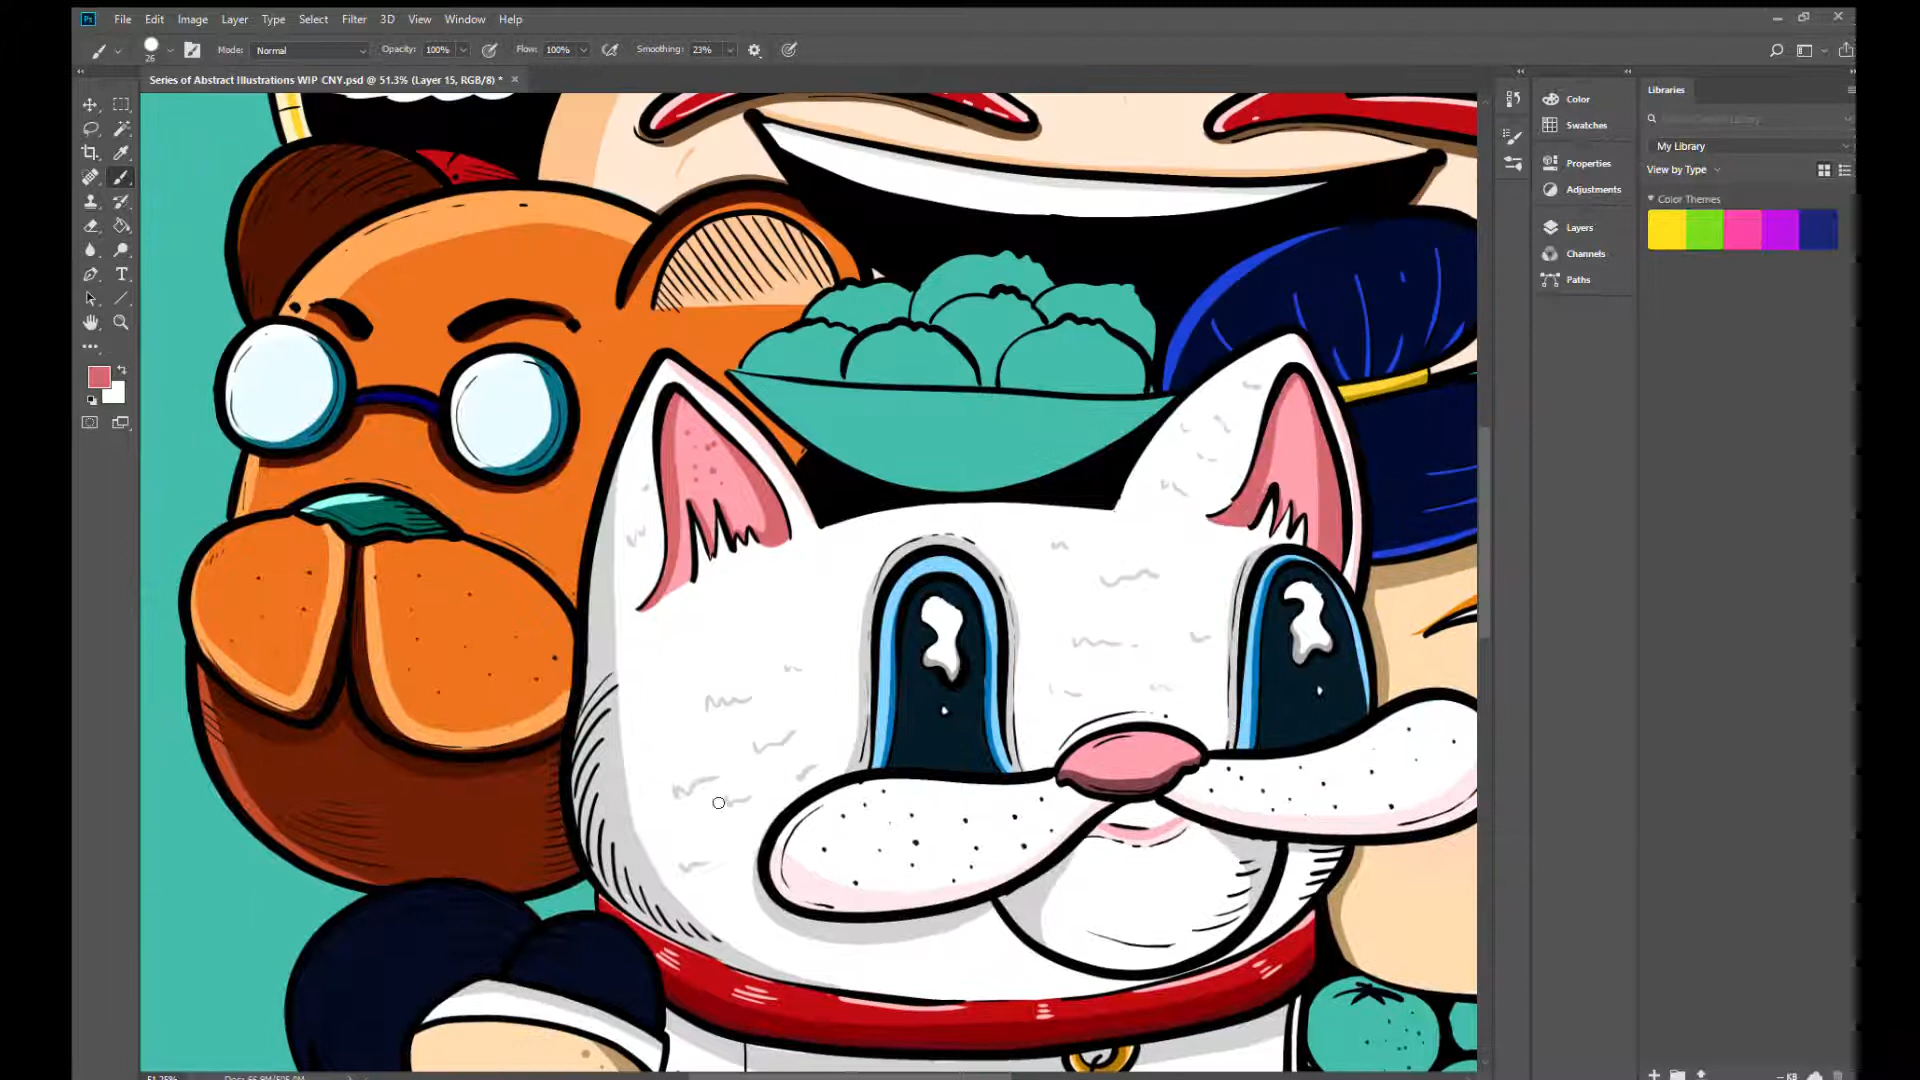 Ps File Edit Image Layer Type Select Filter 3D View Window Help
26 Mode: Normal Opacity: 100% Flow: 100% Smoothing: 23%
Series of Abstract Illustrations WIP CNY.psd @ 51.3% (Layer 15, RGB/8) *
Color
Swatches
Properties
Adjustments
Layers
Channels
Paths
Libraries
My Library
View by Type
Color Themes
-- KB